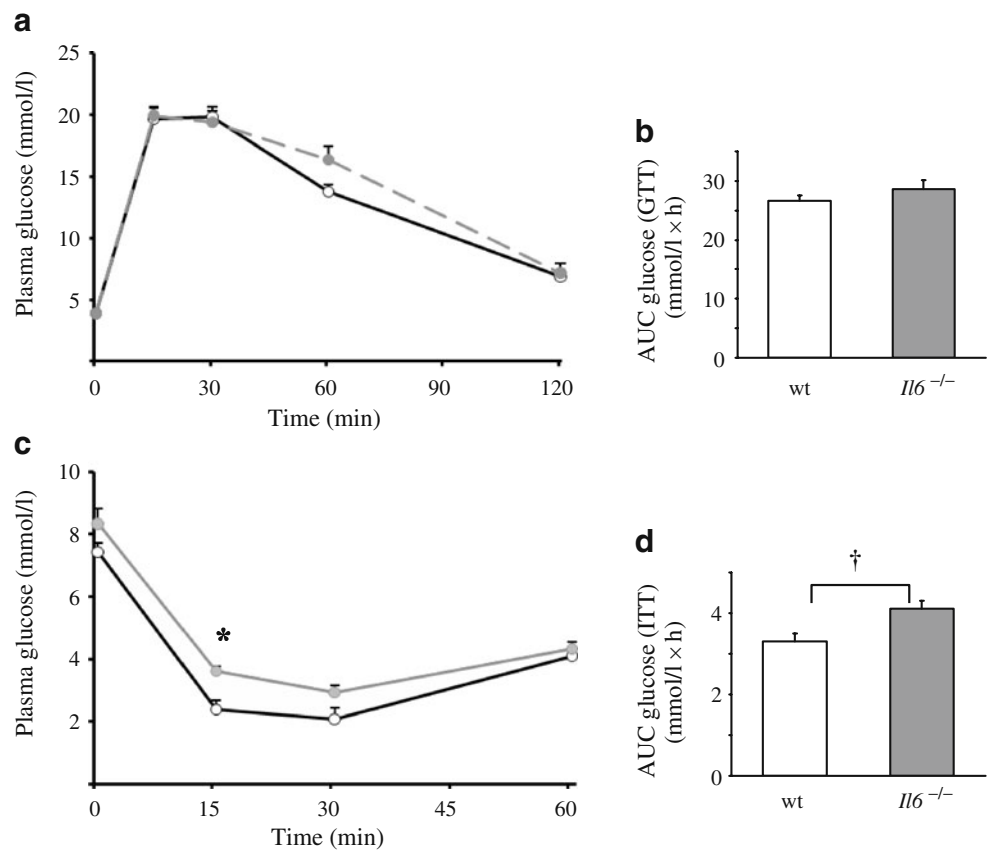 a
Plasma glucose (mmol/l)
25
20
15
10
5
0 30 60 90 120
Time (min)
b
AUC glucose (GTT)
(mmol/l × h)
30
20
10
0
wt Il6 −/−
c
Plasma glucose (mmol/l)
10
8
6
4
2
*
0 15 30 45 60
Time (min)
d
AUC glucose (ITT)
(mmol/l × h)
†
4
2
0
wt Il6 −/−